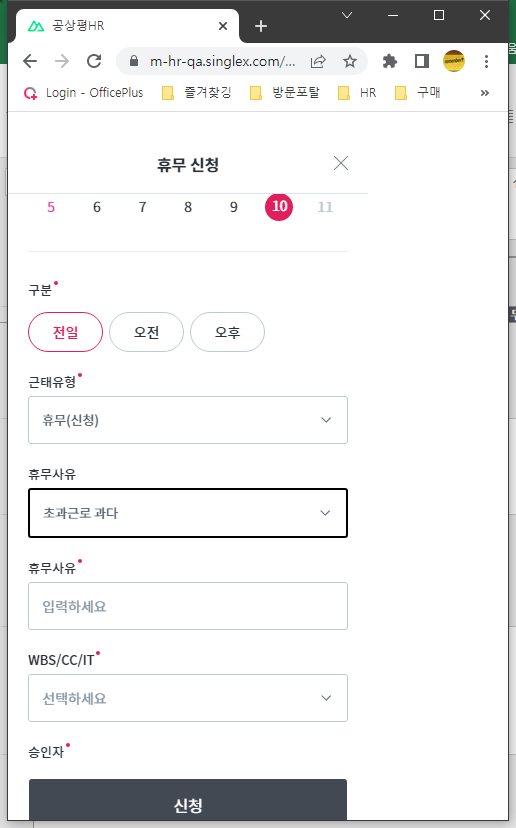 공상평HR
m-hr-qa.singlex.com/...
Login - OfficePlus 즐겨찾깅 방문포탈 HR 구매 »
휴무 신청
5 6 7 8 9 10 11
구분
전일 오전 오후
근태유형
휴무(신청)
휴무사유
초과근로 과다
휴무사유
입력하세요
WBS/CC/IT
선택하세요
승인자
신청